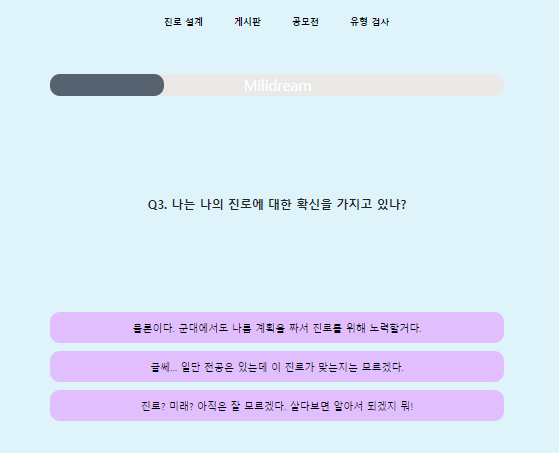 진로 설계 게시판 공모전 유형 검사
Milidream
Q3. 나는 나의 진로에 대한 확신을 가지고 있나?
물론이다. 군대에서도 나름 계획을 짜서 진로를 위해 노력할거다.
글쎄... 일단 전공은 있는데 이 진로가 맞는지는 모르겠다.
진로? 미래? 아직은 잘 모르겠다. 살다보면 알아서 되겠지 뭐!